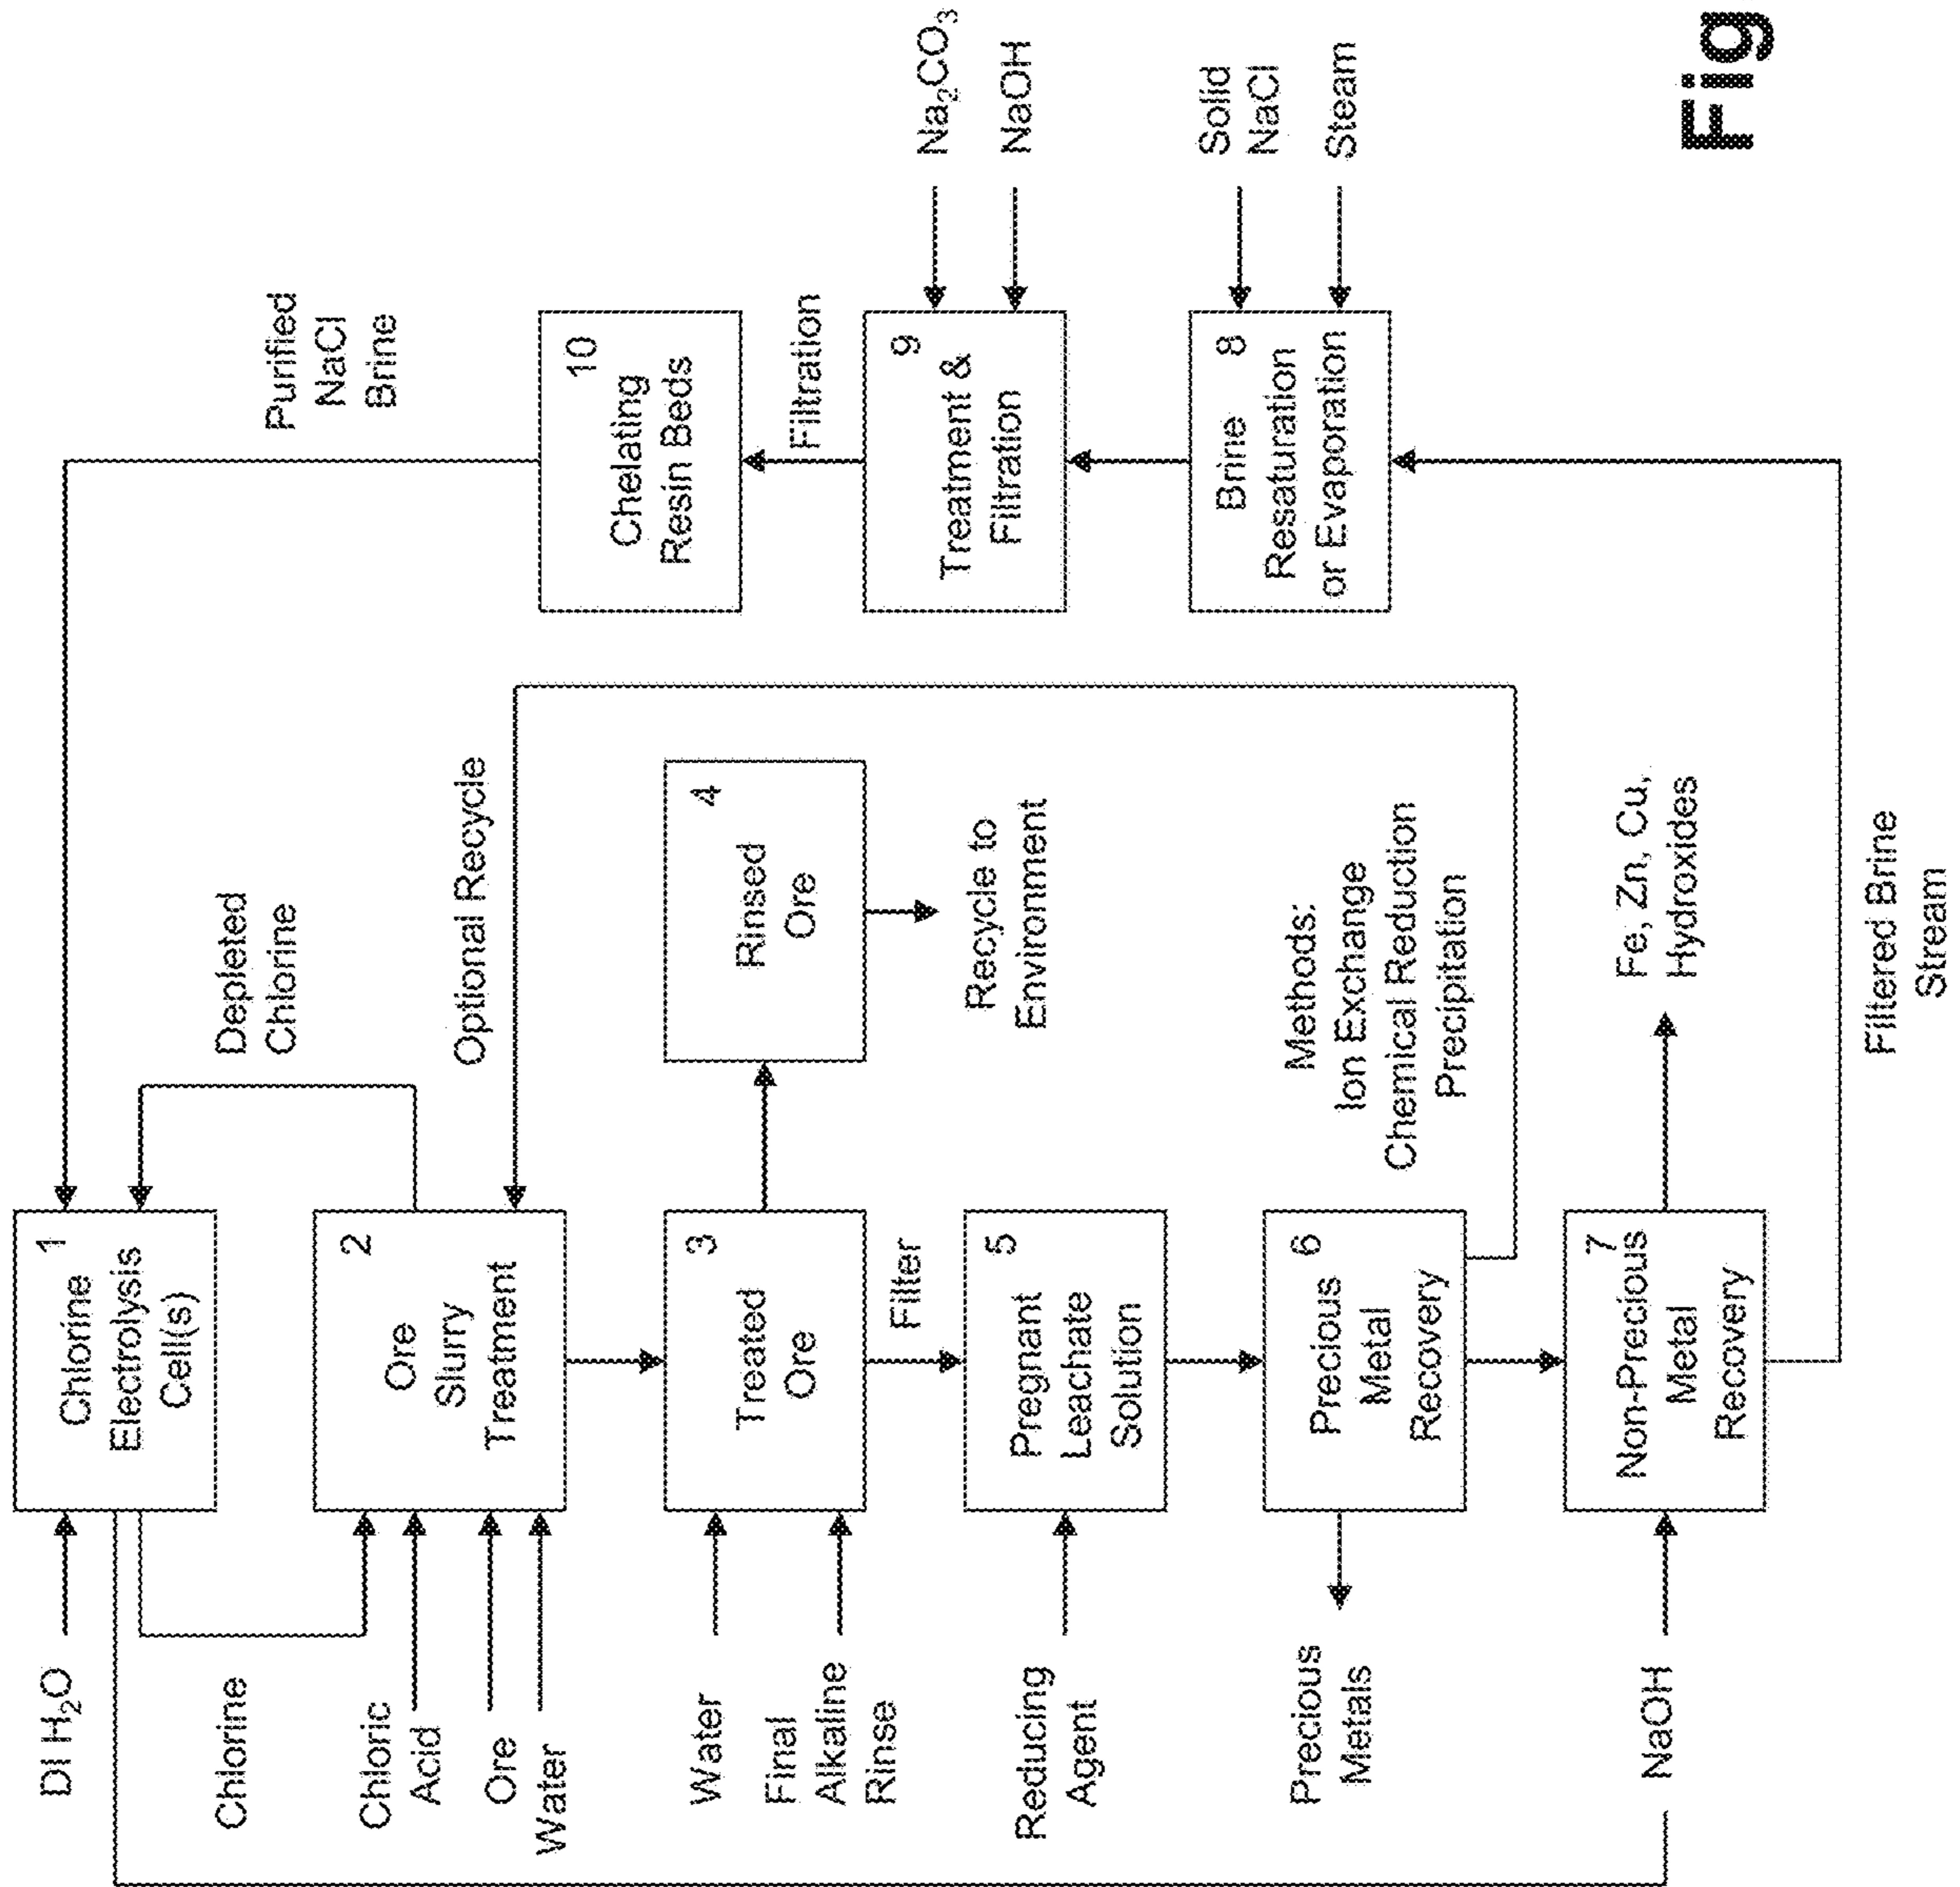 DI H₂O
Chlorine
1
Chlorine
Electrolysis
Cell(s)
Depleted
Chlorine
Purified
NaCl
Brine
Chloric
Acid
Ore
Water
2
Ore
Slurry
Treatment
Optional Recycle
Water
Final
Alkaline
Rinse
3
Treated
Ore
4
Rinsed
Ore
Recycle to
Environment
Filter
Reducing
Agent
5
Pregnant
Leachate
Solution
Precious
Metals
6
Precious
Metal
Recovery
Methods:
Ion Exchange
Chemical Reduction
Precipitation
NaOH
7
Non-Precious
Metal
Recovery
Fe, Zn, Cu,
Hydroxides
Filtered Brine
Stream
10
Chelating
Resin Beds
Filtration
9
Treatment &
Filtration
Na₂CO₃
NaOH
8
Brine
Resaturation
or Evaporation
Solid
NaCl
Steam
Fig